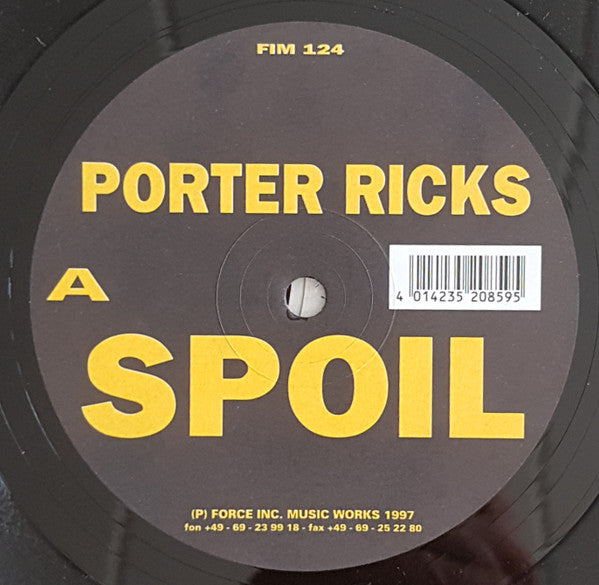 FIM 124
PORTER RICKS
A
4 014235 208595
SPOIL
(P) FORCE INC. MUSIC WORKS 1997
fon +49 - 69 - 23 99 18 - fax +49 - 69 - 25 22 80